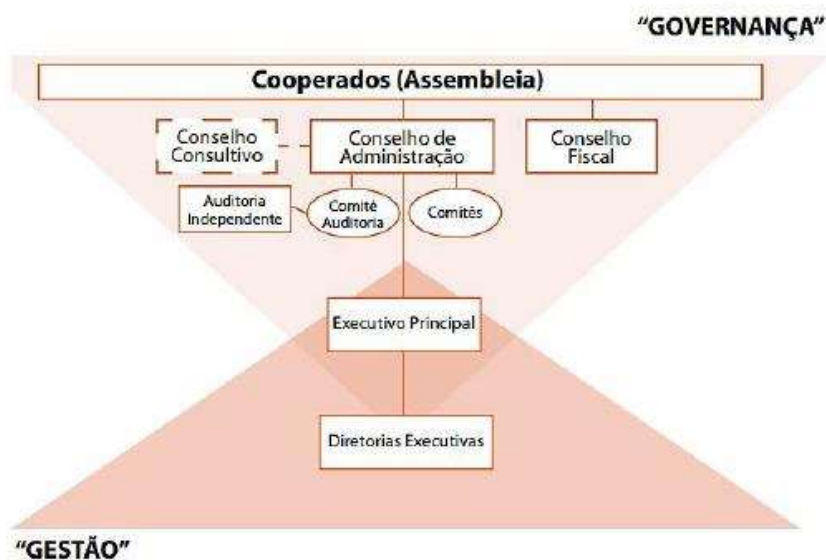 “GOVERNANÇA”
Cooperados (Assembleia)
Conselho
Consultivo
Conselho de
Administração
Conselho
Fiscal
Auditoria
Independente
Comitê
Auditoria
Comitês
Executivo Principal
Diretorias Executivas
“GESTÃO”